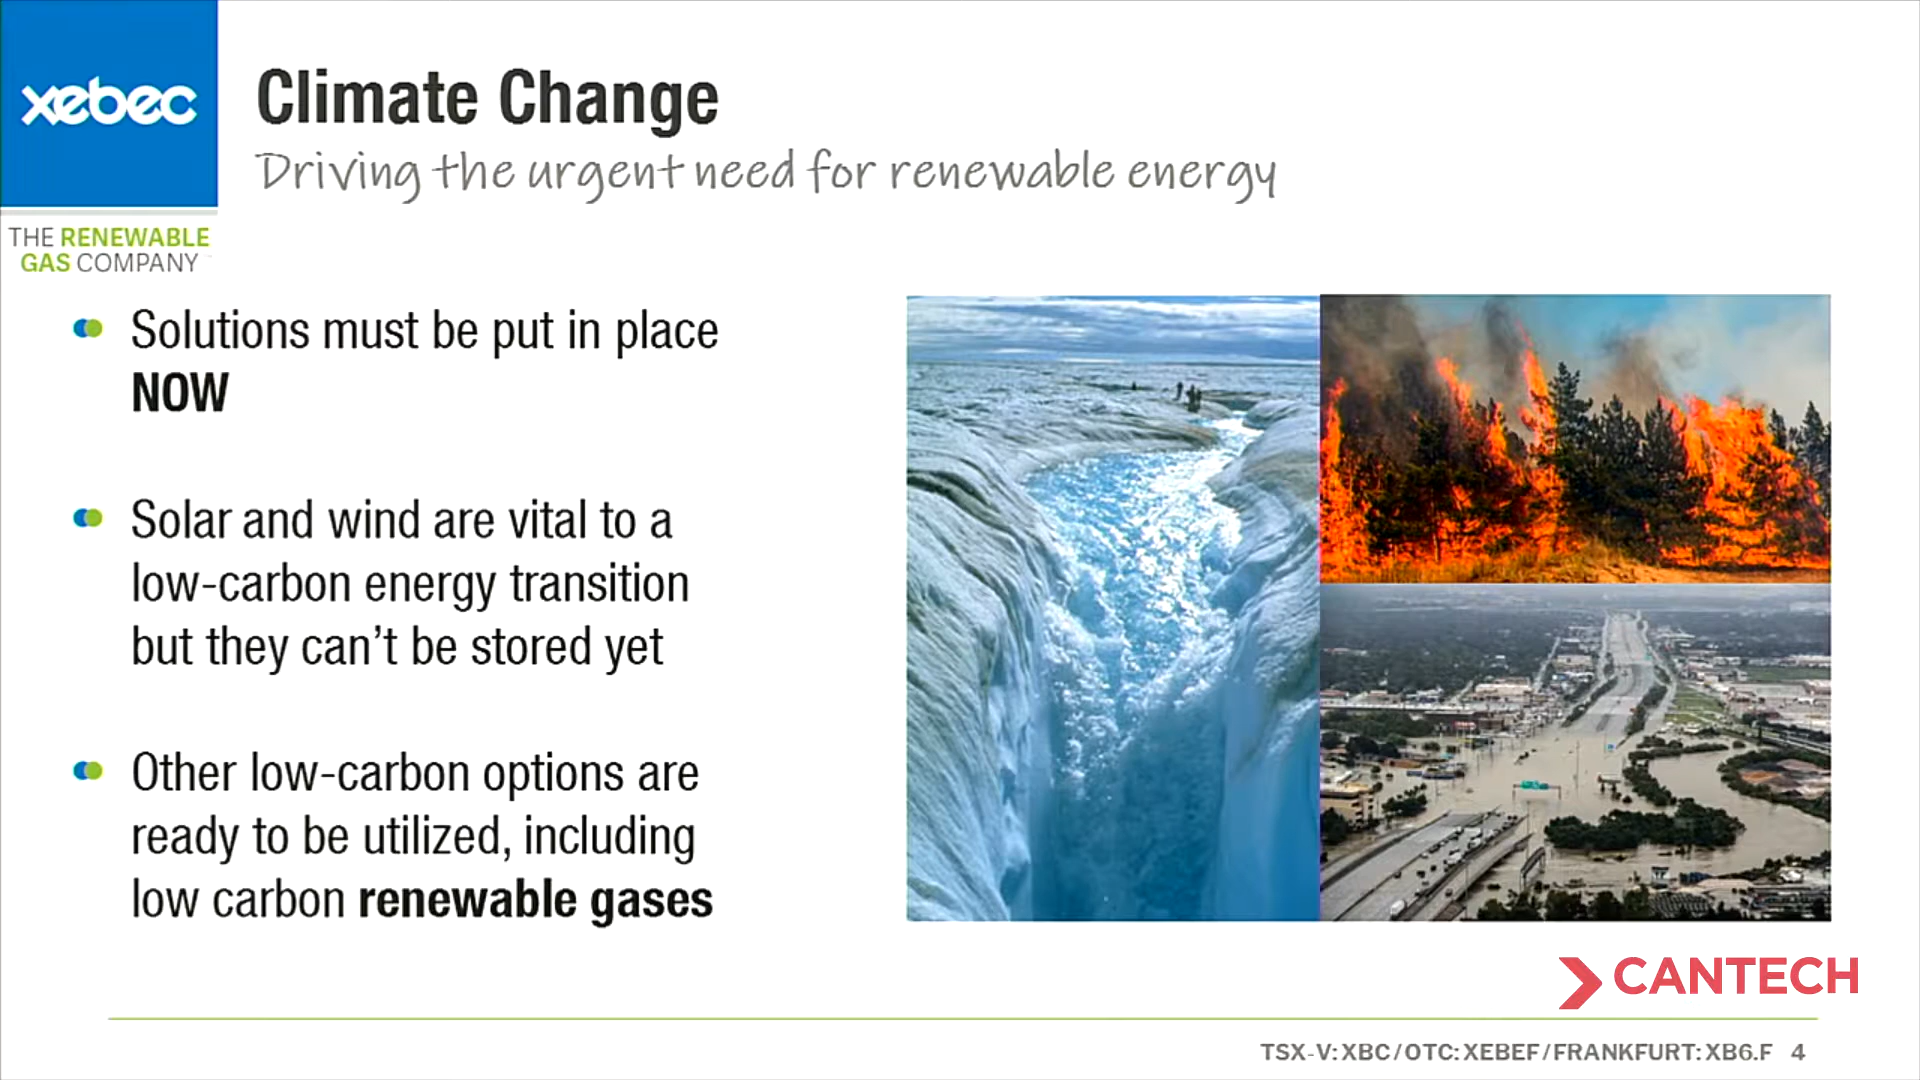 xebec
THE RENEWABLE
GAS COMPANY
Climate Change
Driving the urgent need for renewable energy
Solutions must be put in place
NOW
Solar and wind are vital to a
low-carbon energy transition
but they can't be stored yet
Other low-carbon options are
ready to be utilized, including
low carbon renewable gases
CANTECH
TSX-V:XBC/OTC:XEBEF/FRANKFURT:XB6.F 4